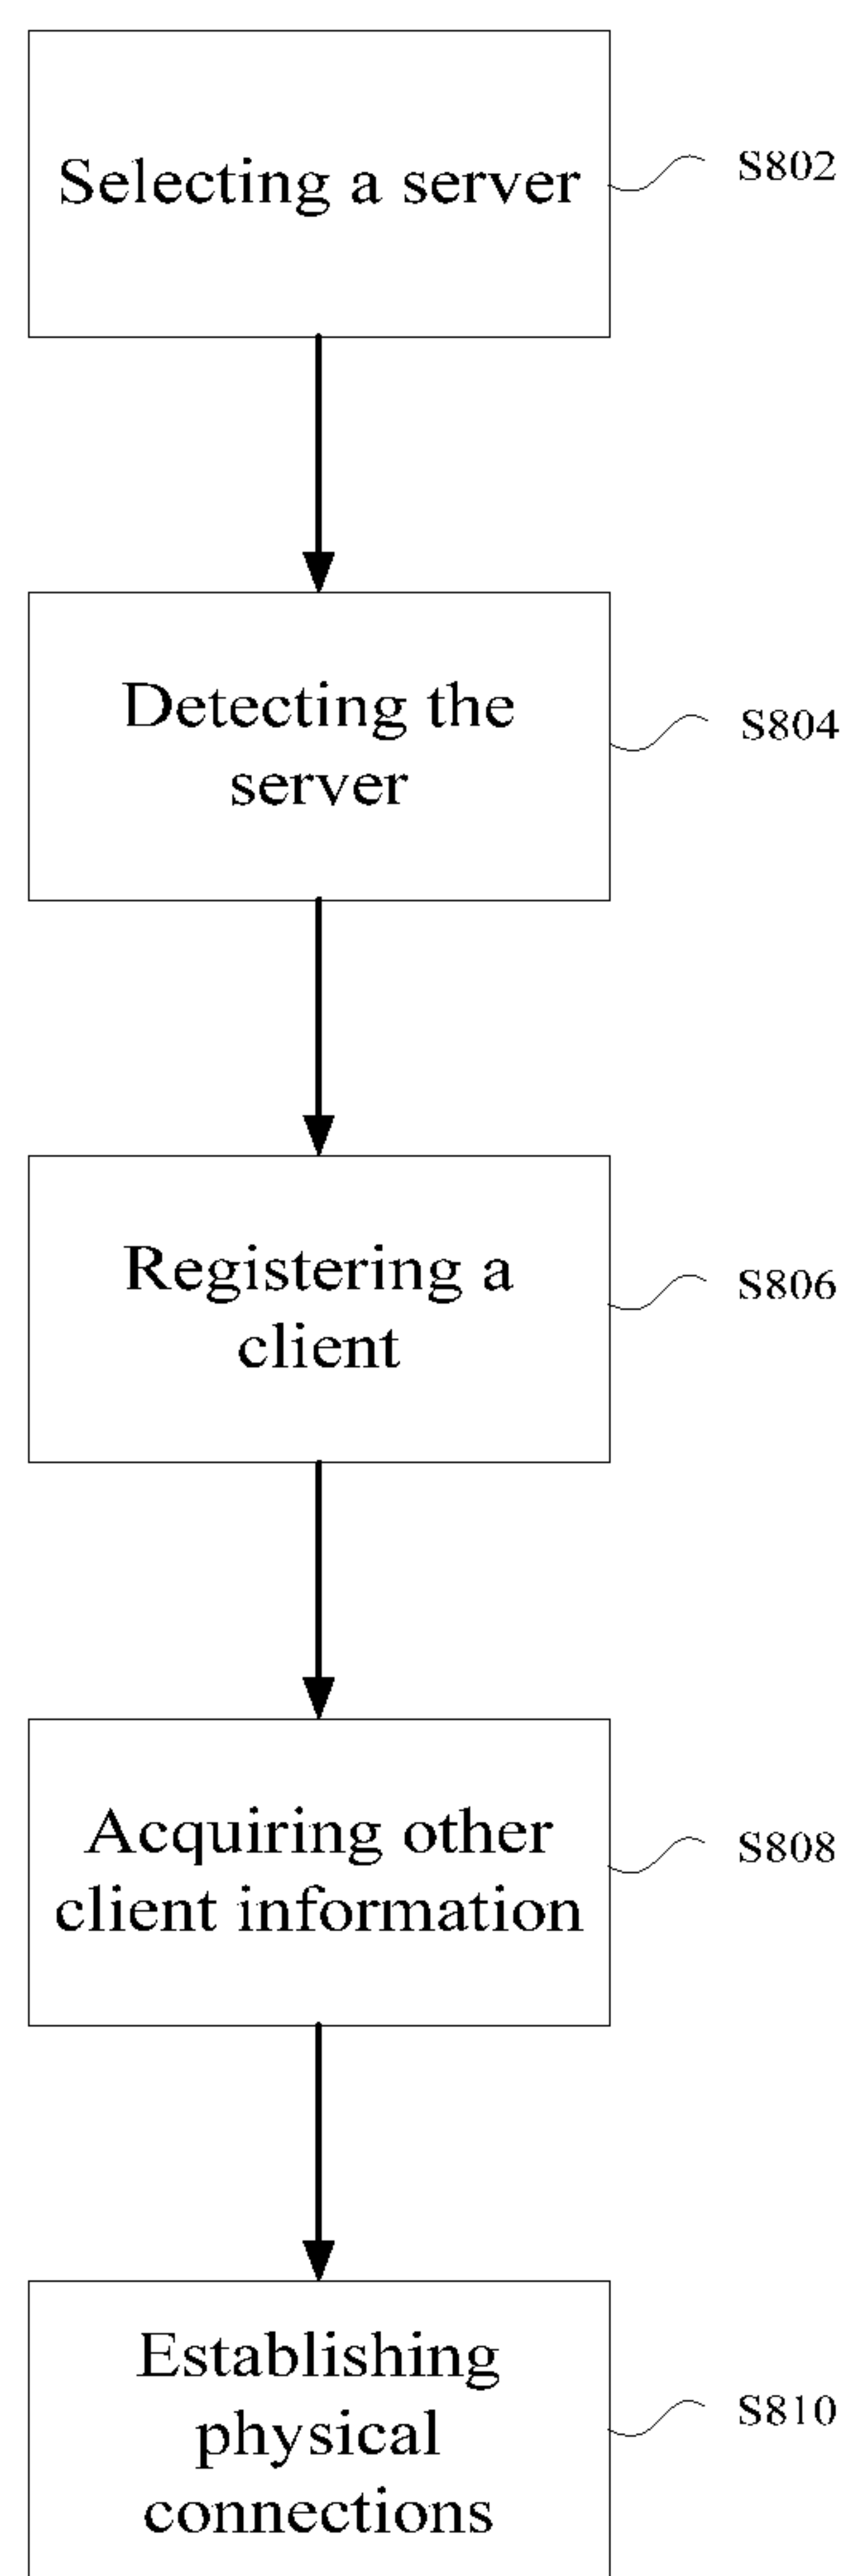 Selecting a server
S802
Detecting the
server
S804
Registering a
client
S806
Acquiring other
client information
S808
Establishing
physical
connections
S810